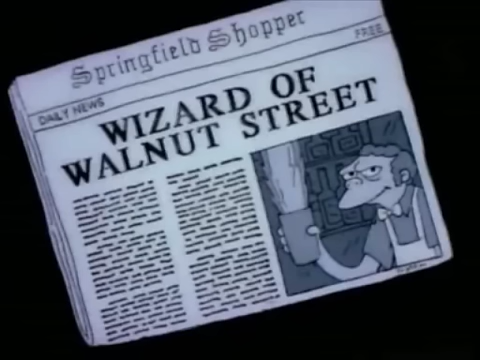 Springfield Shopper
DAILY NEWS
FREE
WIZARD OF
WALNUT STREET